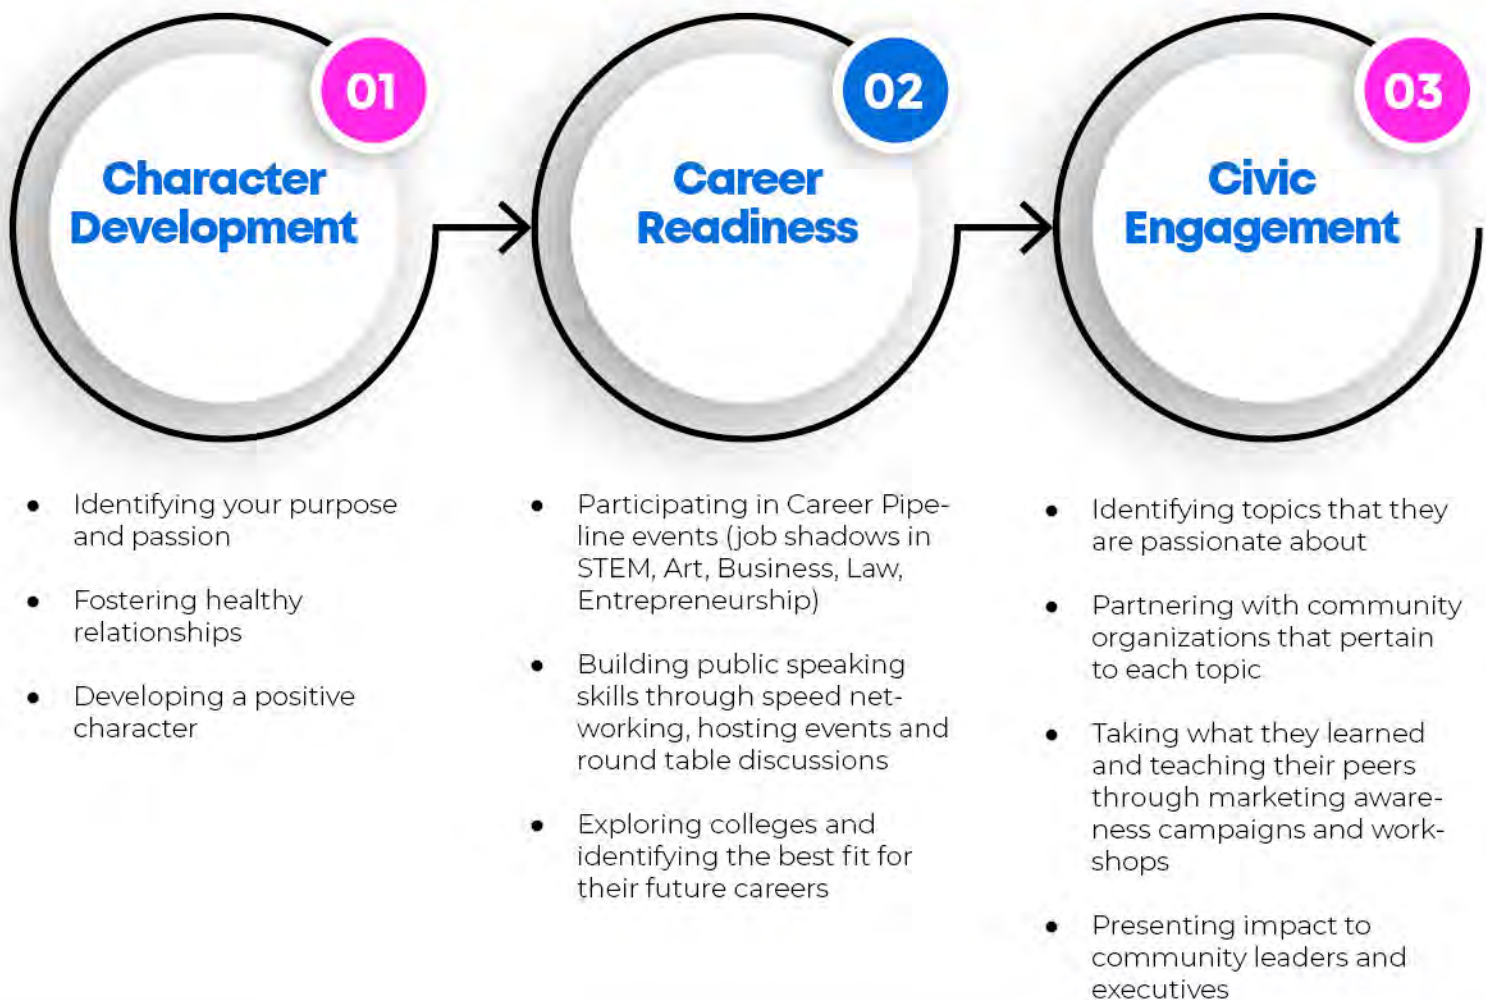 01
Character
Development
● Identifying your purpose
and passion
● Fostering healthy
relationships
● Developing a positive
character
02
Career
Readiness
● Participating in Career Pipe-
line events (job shadows in
STEM, Art, Business, Law,
Entrepreneurship)
● Building public speaking
skills through speed net-
working, hosting events and
round table discussions
● Exploring colleges and
identifying the best fit for
their future careers
03
Civic
Engagement
● Identifying topics that they
are passionate about
● Partnering with community
organizations that pertain
to each topic
● Taking what they learned
and teaching their peers
through marketing aware-
ness campaigns and work-
shops
● Presenting impact to
community leaders and
executives